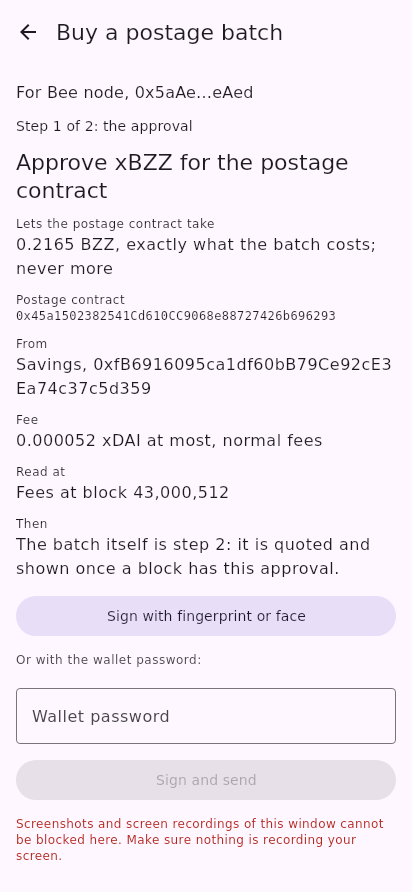 Buy a postage batch
For Bee node, 0x5aAe…eAed
Step 1 of 2: the approval
Approve xBZZ for the postage
contract
Lets the postage contract take
0.2165 BZZ, exactly what the batch costs;
never more
Postage contract
0x45a1502382541Cd610CC9068e88727426b696293
From
Savings, 0xfB6916095ca1df60bB79Ce92cE3
Ea74c37c5d359
Fee
0.000052 xDAI at most, normal fees
Read at
Fees at block 43,000,512
Then
The batch itself is step 2: it is quoted and
shown once a block has this approval.
Sign with fingerprint or face
Or with the wallet password:
Wallet password
Sign and send
Screenshots and screen recordings of this window cannot
be blocked here. Make sure nothing is recording your
screen.